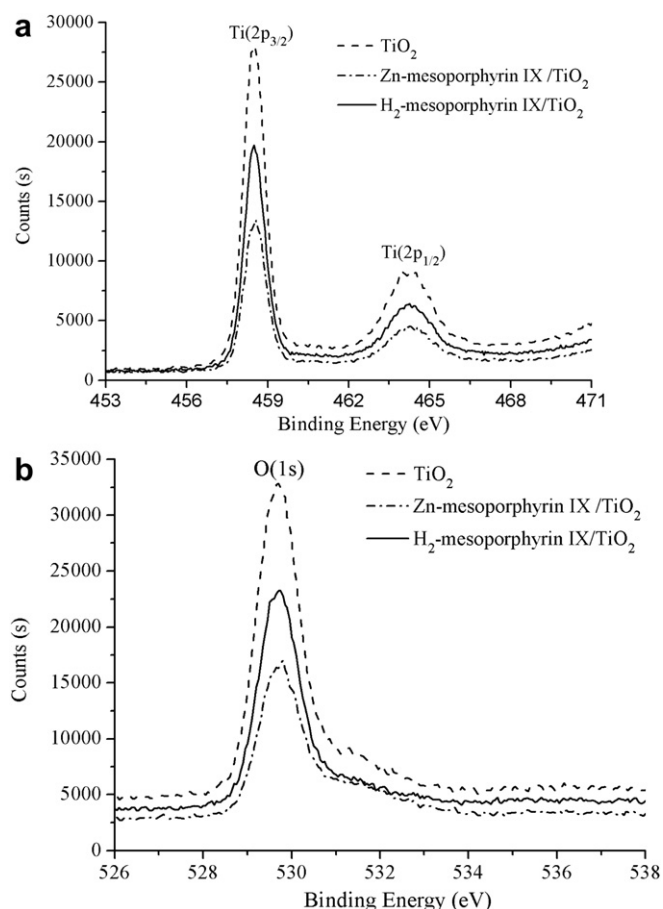 a
Ti(2p3/2)
TiO2
Zn-mesoporphyrin IX /TiO2
H2-mesoporphyrin IX/TiO2
Ti(2p1/2)
Counts (s)
30000
25000
20000
15000
10000
5000
0
453 456 459 462 465 468 471
Binding Energy (eV)
b
O(1s)
TiO2
Zn-mesoporphyrin IX /TiO2
H2-mesoporphyrin IX/TiO2
Counts (s)
35000
30000
25000
20000
15000
10000
5000
0
526 528 530 532 534 536 538
Binding Energy (eV)